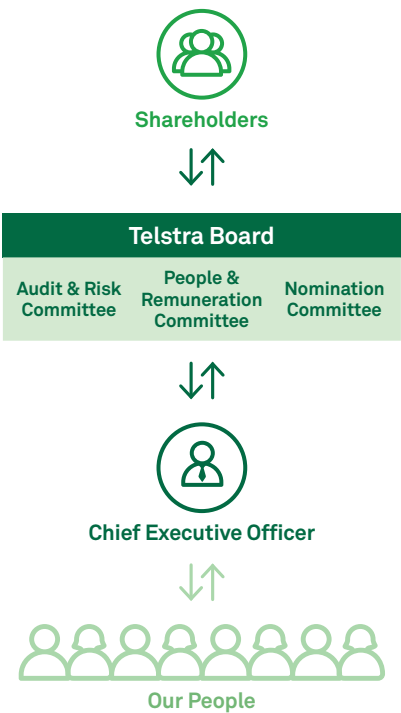 Shareholders
Telstra Board
Audit & Risk
Committee
People &
Remuneration
Committee
Nomination
Committee
Chief Executive Officer
Our People